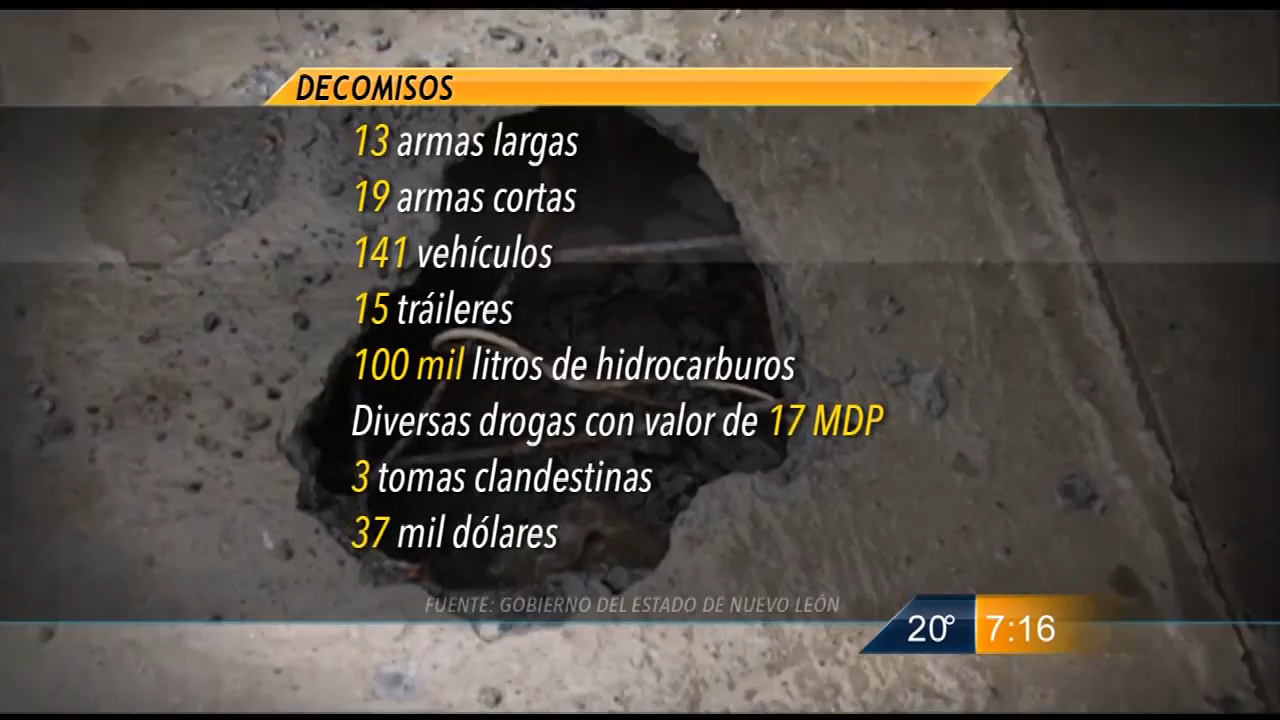 DECOMISOS
13 armas largas
19 armas cortas
141 vehículos
15 tráileres
100 mil litros de hidrocarburos
Diversas drogas con valor de 17 MDP
3 tomas clandestinas
37 mil dólares
FUENTE: GOBIERNO DEL ESTADO DE NUEVO LEÓN
20° 7:16